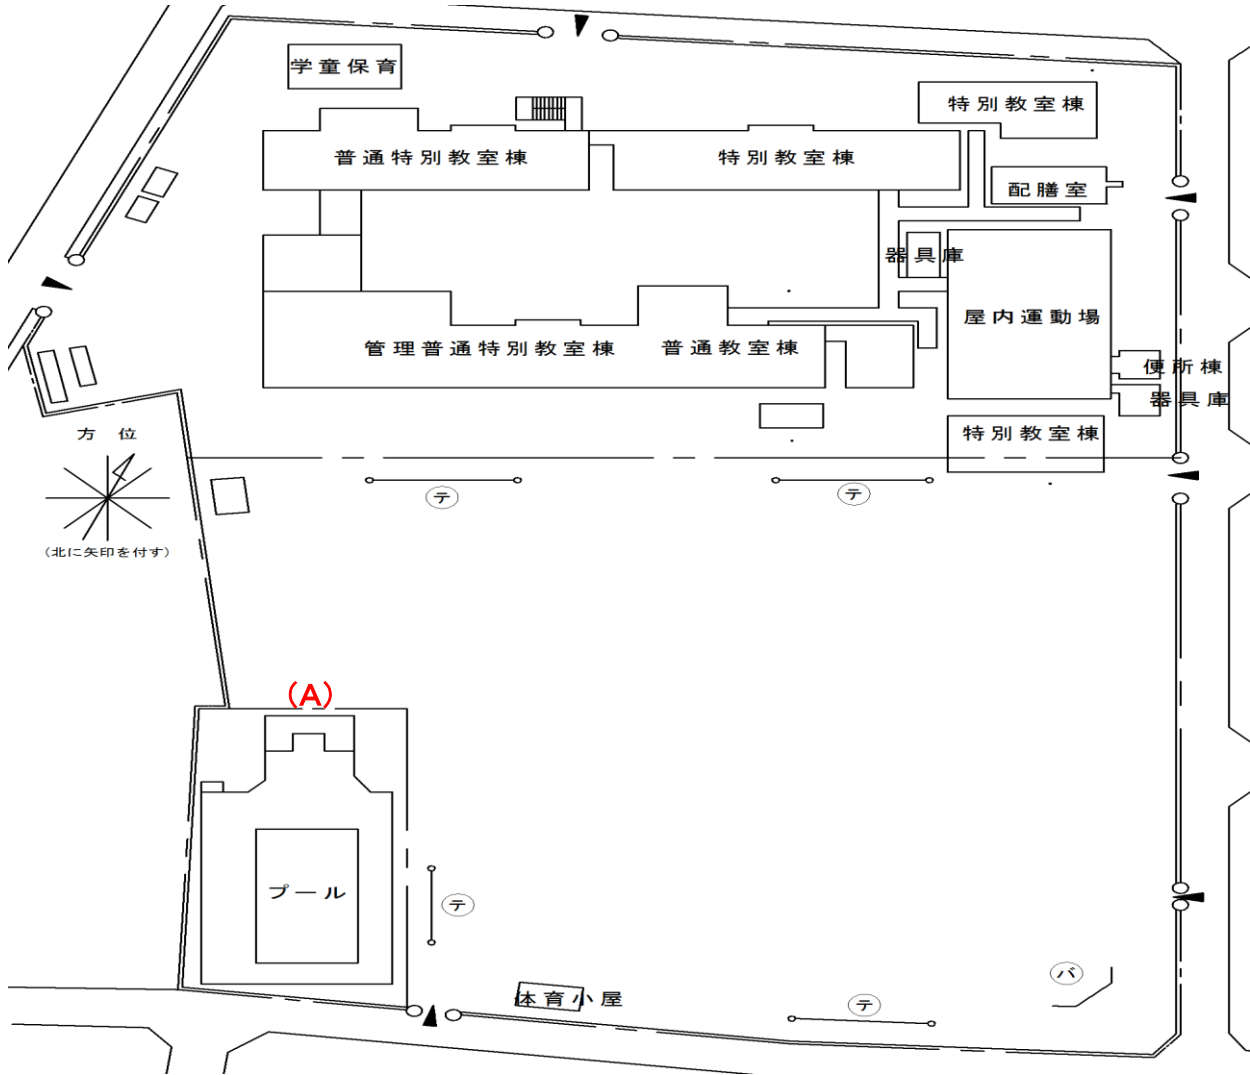 学童保育
特別教室棟
普通特別教室棟
特別教室棟
配膳室
器具庫
屋内運動場
管理普通特別教室棟
普通教室棟
便所棟
器具庫
特別教室棟
方位
(北に矢印を付す)
テ
テ
(A)
プール
テ
体育小屋
テ
バ